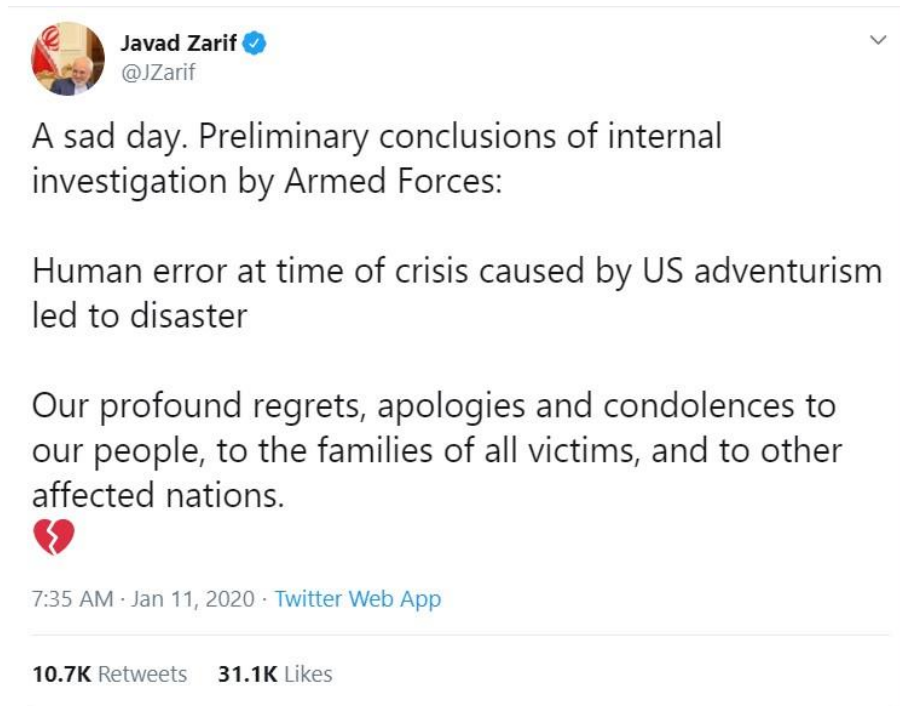 Javad Zarif
@JZarif
A sad day. Preliminary conclusions of internal
investigation by Armed Forces:
Human error at time of crisis caused by US adventurism
led to disaster
Our profound regrets, apologies and condolences to
our people, to the families of all victims, and to other
affected nations.
💔
7:35 AM · Jan 11, 2020 · Twitter Web App
10.7K Retweets 31.1K Likes